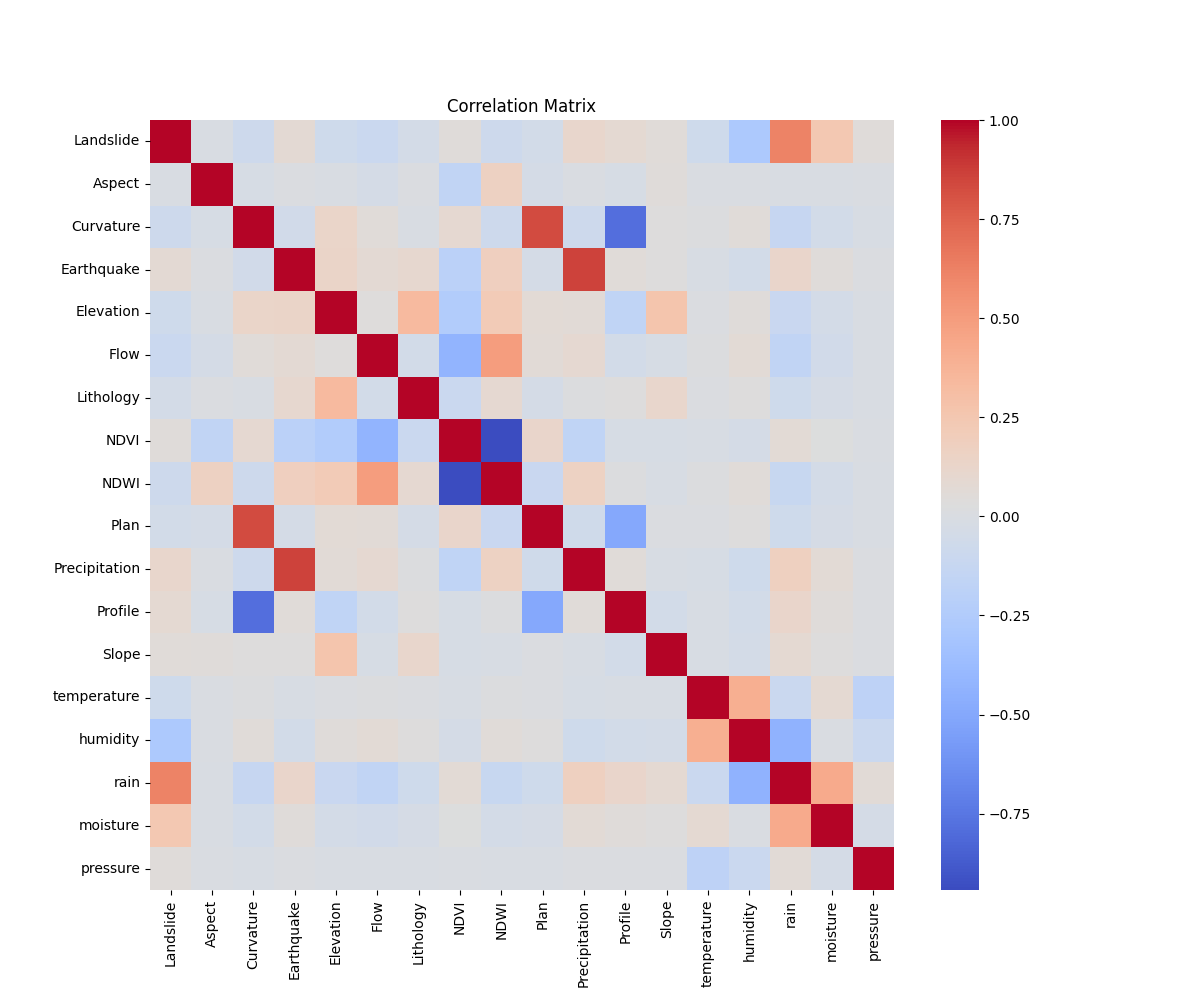 Correlation Matrix
Landslide
Aspect
Curvature
Earthquake
Elevation
Flow
Lithology
NDVI
NDWI
Plan
Precipitation
Profile
Slope
temperature
humidity
rain
moisture
pressure
Landslide
Aspect
Curvature
Earthquake
Elevation
Flow
Lithology
NDVI
NDWI
Plan
Precipitation
Profile
Slope
temperature
humidity
rain
moisture
pressure
1.00
0.75
0.50
0.25
0.00
−0.25
−0.50
−0.75